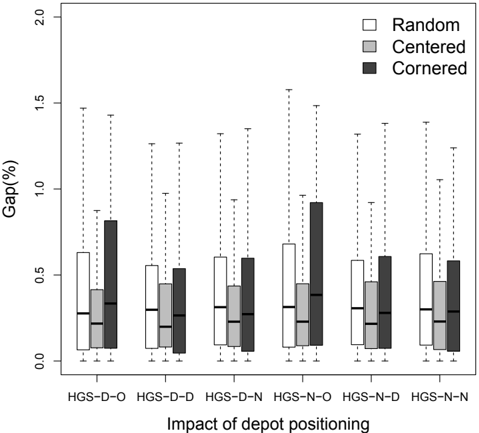 2.0
1.5
1.0
0.5
0.0
Gap(%)
Random
Centered
Cornered
HGS−D−O HGS−D−D HGS−D−N HGS−N−O HGS−N−D HGS−N−N
Impact of depot positioning